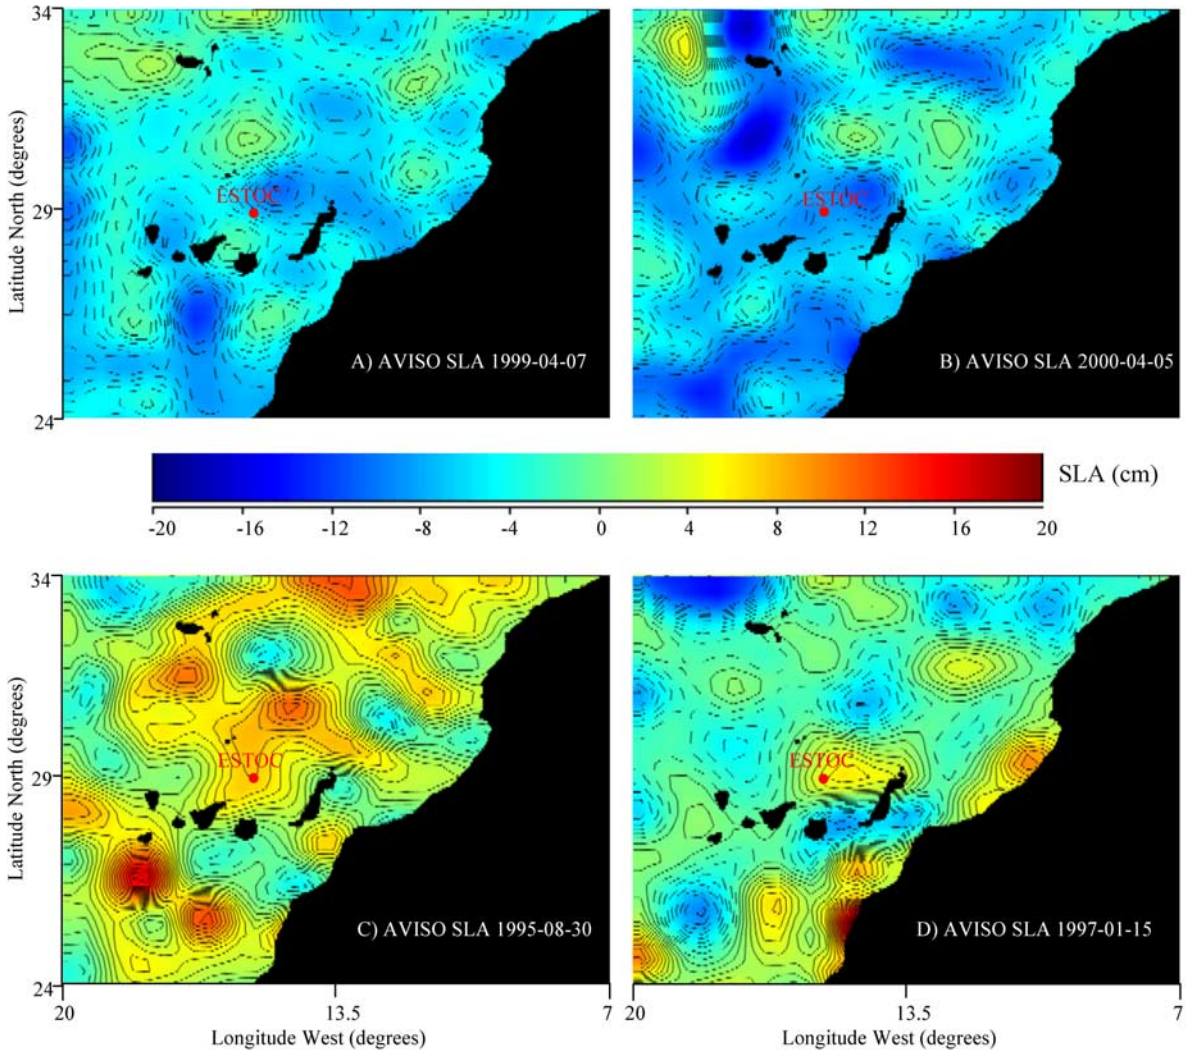 34
Latitude North (degrees)
29
24
ESTOC
A) AVISO SLA 1999-04-07
ESTOC
B) AVISO SLA 2000-04-05
SLA (cm)
-20 -16 -12 -8 -4 0 4 8 12 16 20
34
Latitude North (degrees)
29
24
ESTOC
C) AVISO SLA 1995-08-30
ESTOC
D) AVISO SLA 1997-01-15
20 13.5 7
Longitude West (degrees)
20 13.5 7
Longitude West (degrees)